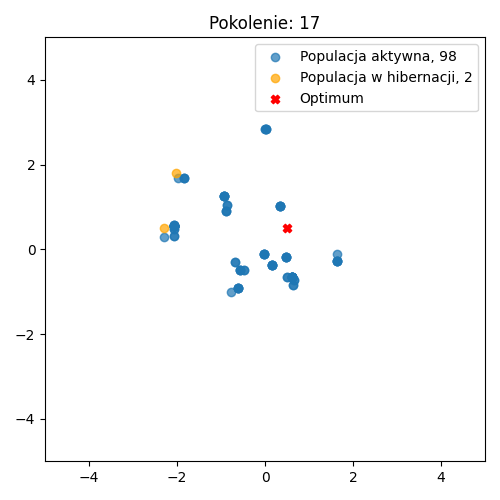 Pokolenie: 17
Populacja aktywna, 98
Populacja w hibernacji, 2
Optimum
4
2
0
−2
−4
−4
−2
0
2
4